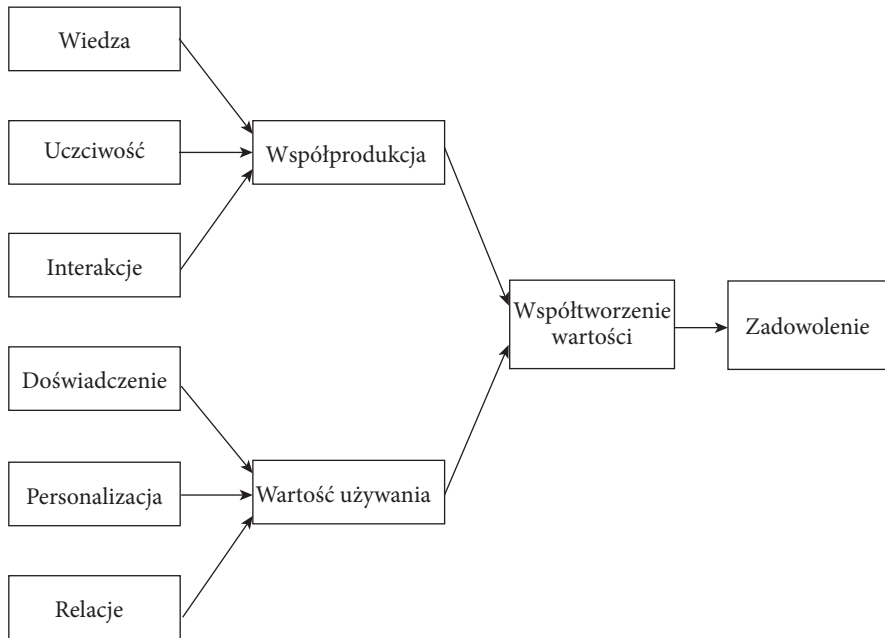 Wiedza
Uczciwość
Współprodukcja
Interakcje
Współtworzenie
wartości
Zadowolenie
Doświadczenie
Personalizacja
Wartość używania
Relacje